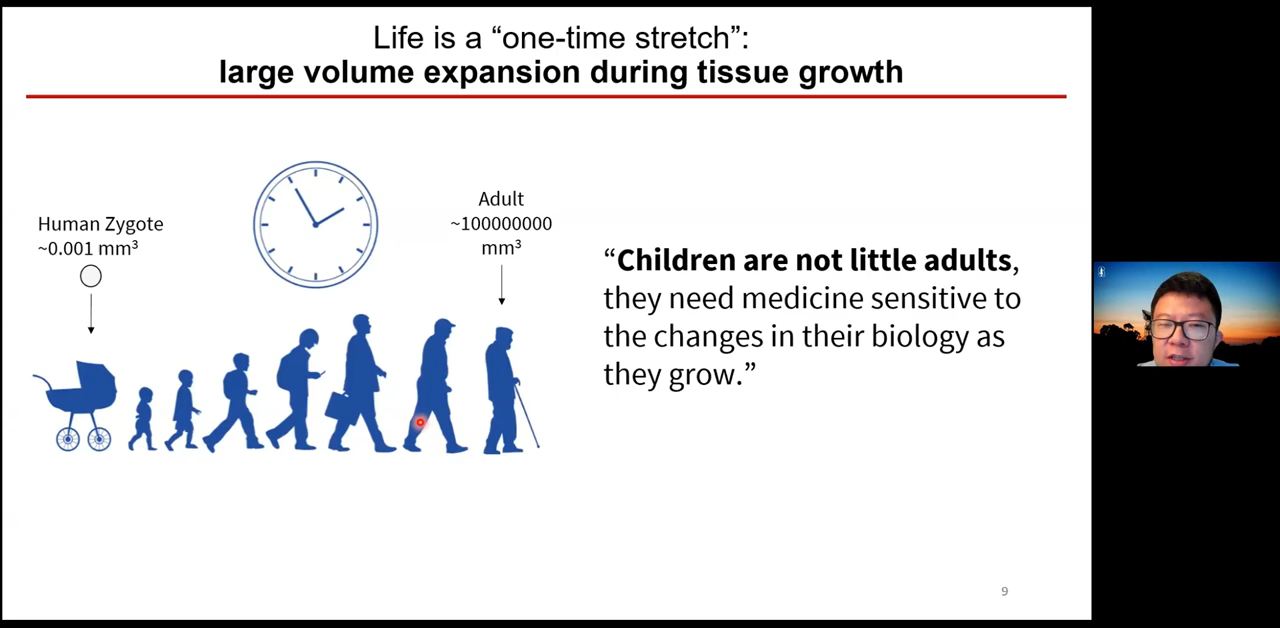 Life is a “one-time stretch”:
large volume expansion during tissue growth
Human Zygote
~0.001 mm³
Adult
~100000000
mm³
“Children are not little adults,
they need medicine sensitive to
the changes in their biology as
they grow.”
9